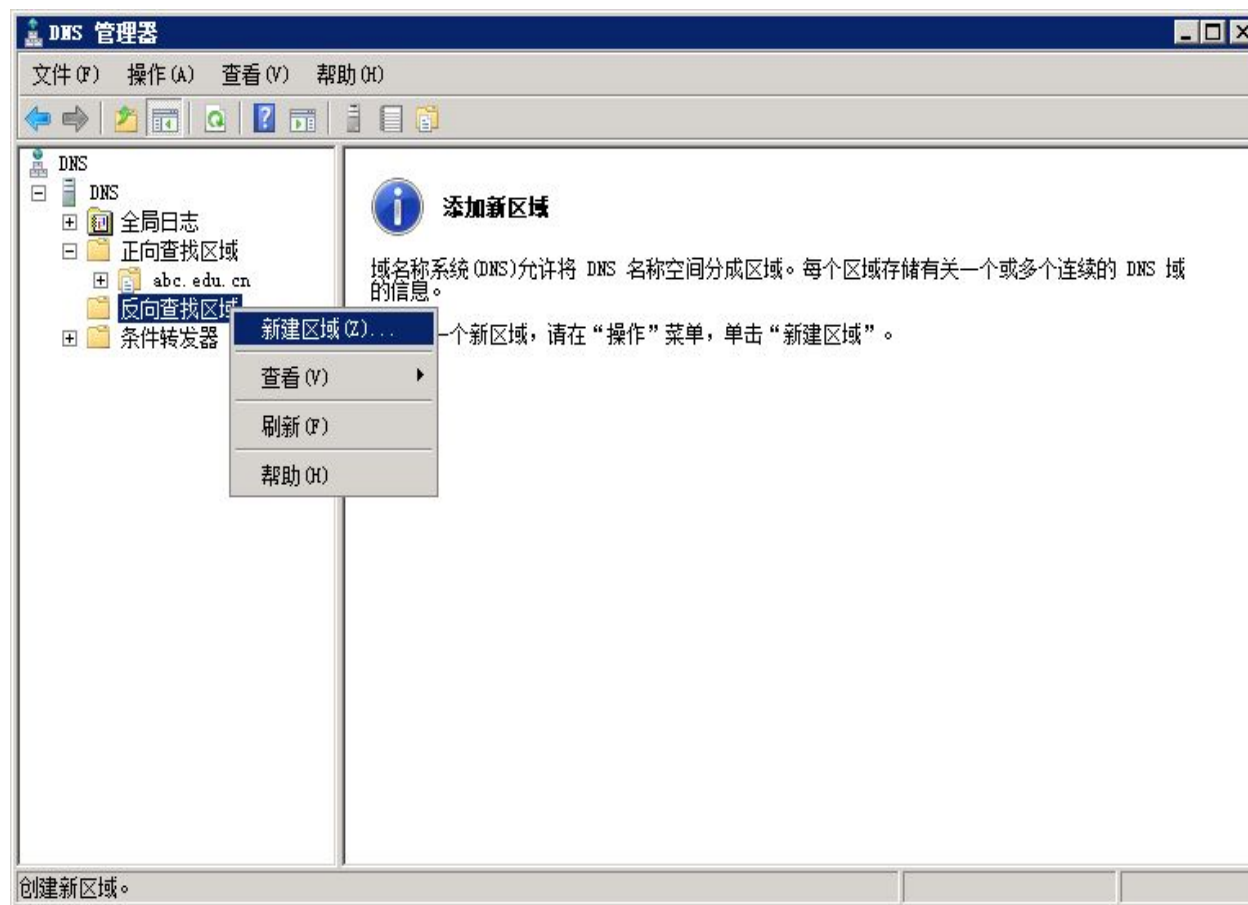 DNS 管理器
文件(F) 操作(A) 查看(V) 帮助(H)
DNS
DNS
全局日志
正向查找区域
abc.edu.cn
反向查找区域
条件转发器
新建区域(Z)...
查看(V)
刷新(F)
帮助(H)
添加新区域
域名称系统(DNS)允许将 DNS 名称空间分成区域。每个区域存储有关一个或多个连续的 DNS 域
的信息。
一个新区域，请在“操作”菜单，单击“新建区域”。
创建新区域。